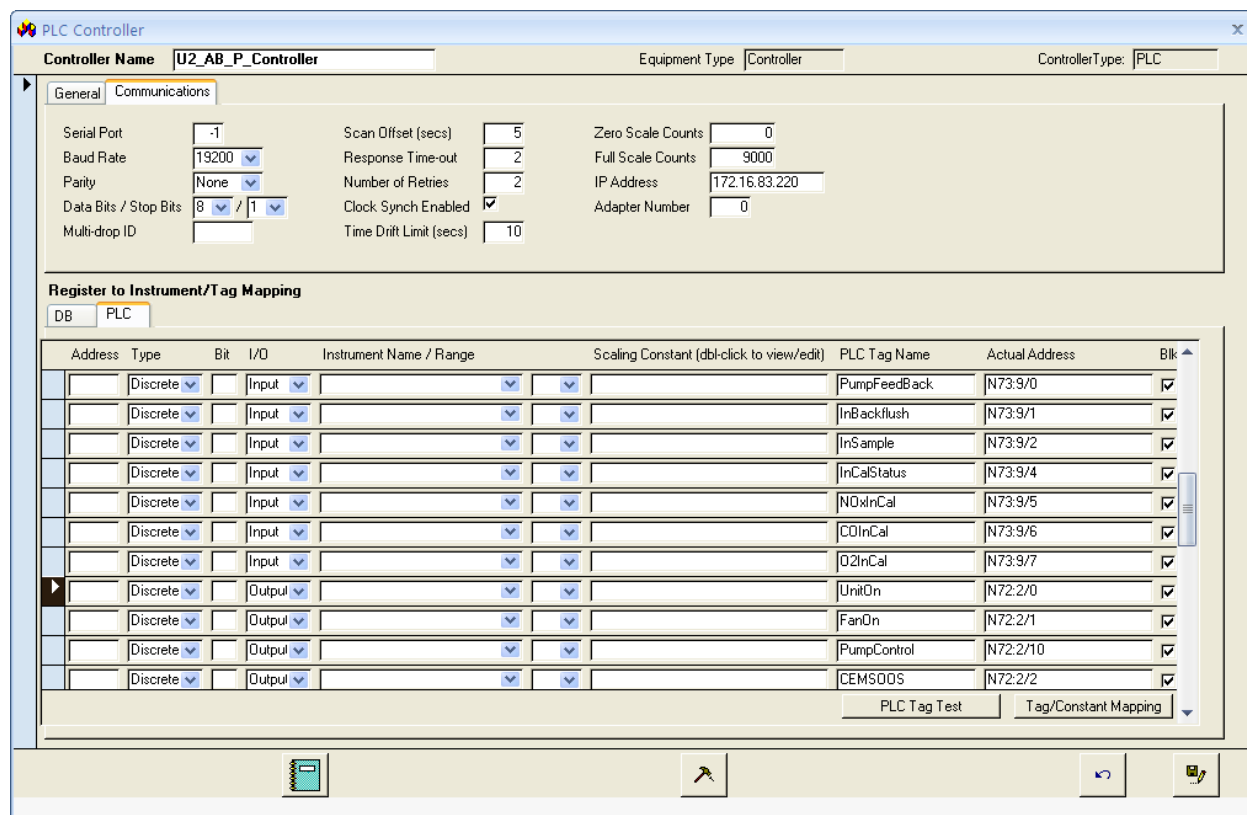 PLC Controller x
Controller Name U2_AB_P_Controller Equipment Type Controller ControllerType: PLC
General Communications
Serial Port -1 Scan Offset (secs) 5 Zero Scale Counts 0
Baud Rate 19200 Response Time-out 2 Full Scale Counts 9000
Parity None Number of Retries 2 IP Address 172.16.83.220
Data Bits / Stop Bits 8 / 1 Clock Synch Enabled Adapter Number 0
Multi-drop ID Time Drift Limit (secs) 10
Register to Instrument/Tag Mapping
DB PLC
Address Type Bit I/O Instrument Name / Range Scaling Constant (dbl-click to view/edit) PLC Tag Name Actual Address Blk
Discrete Input PumpFeedBack N73:9/0
Discrete Input InBackflush N73:9/1
Discrete Input InSample N73:9/2
Discrete Input InCalStatus N73:9/4
Discrete Input NOxInCal N73:9/5
Discrete Input COInCal N73:9/6
Discrete Input O2InCal N73:9/7
Discrete Output UnitOn N72:2/0
Discrete Output FanOn N72:2/1
Discrete Output PumpControl N72:2/10
Discrete Output CEMSOOS N72:2/2
PLC Tag Test Tag/Constant Mapping